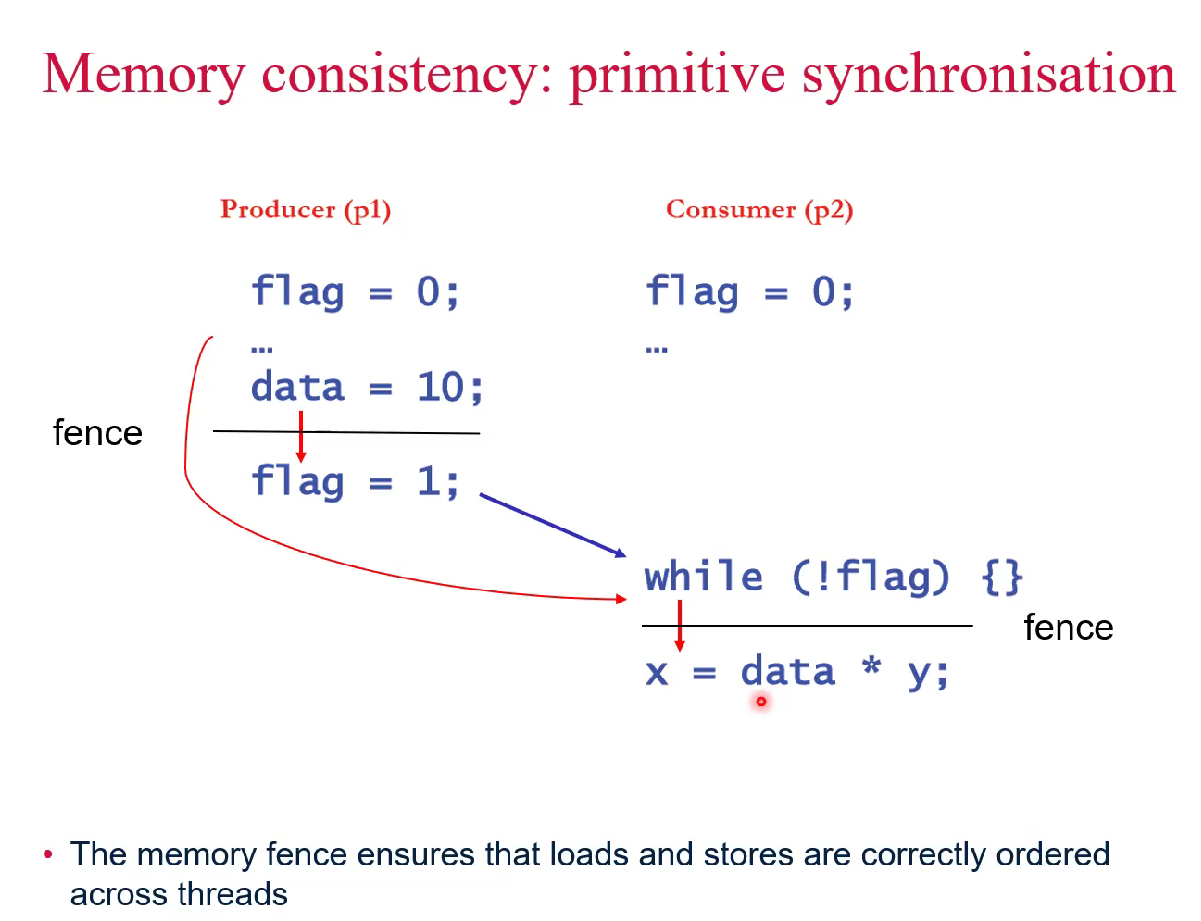 Memory consistency: primitive synchronisation
Producer (p1)
flag = 0;
…
data = 10;
fence
flag = 1;
Consumer (p2)
flag = 0;
…
while (!flag) {}
fence
x = data * y;
• The memory fence ensures that loads and stores are correctly ordered
across threads